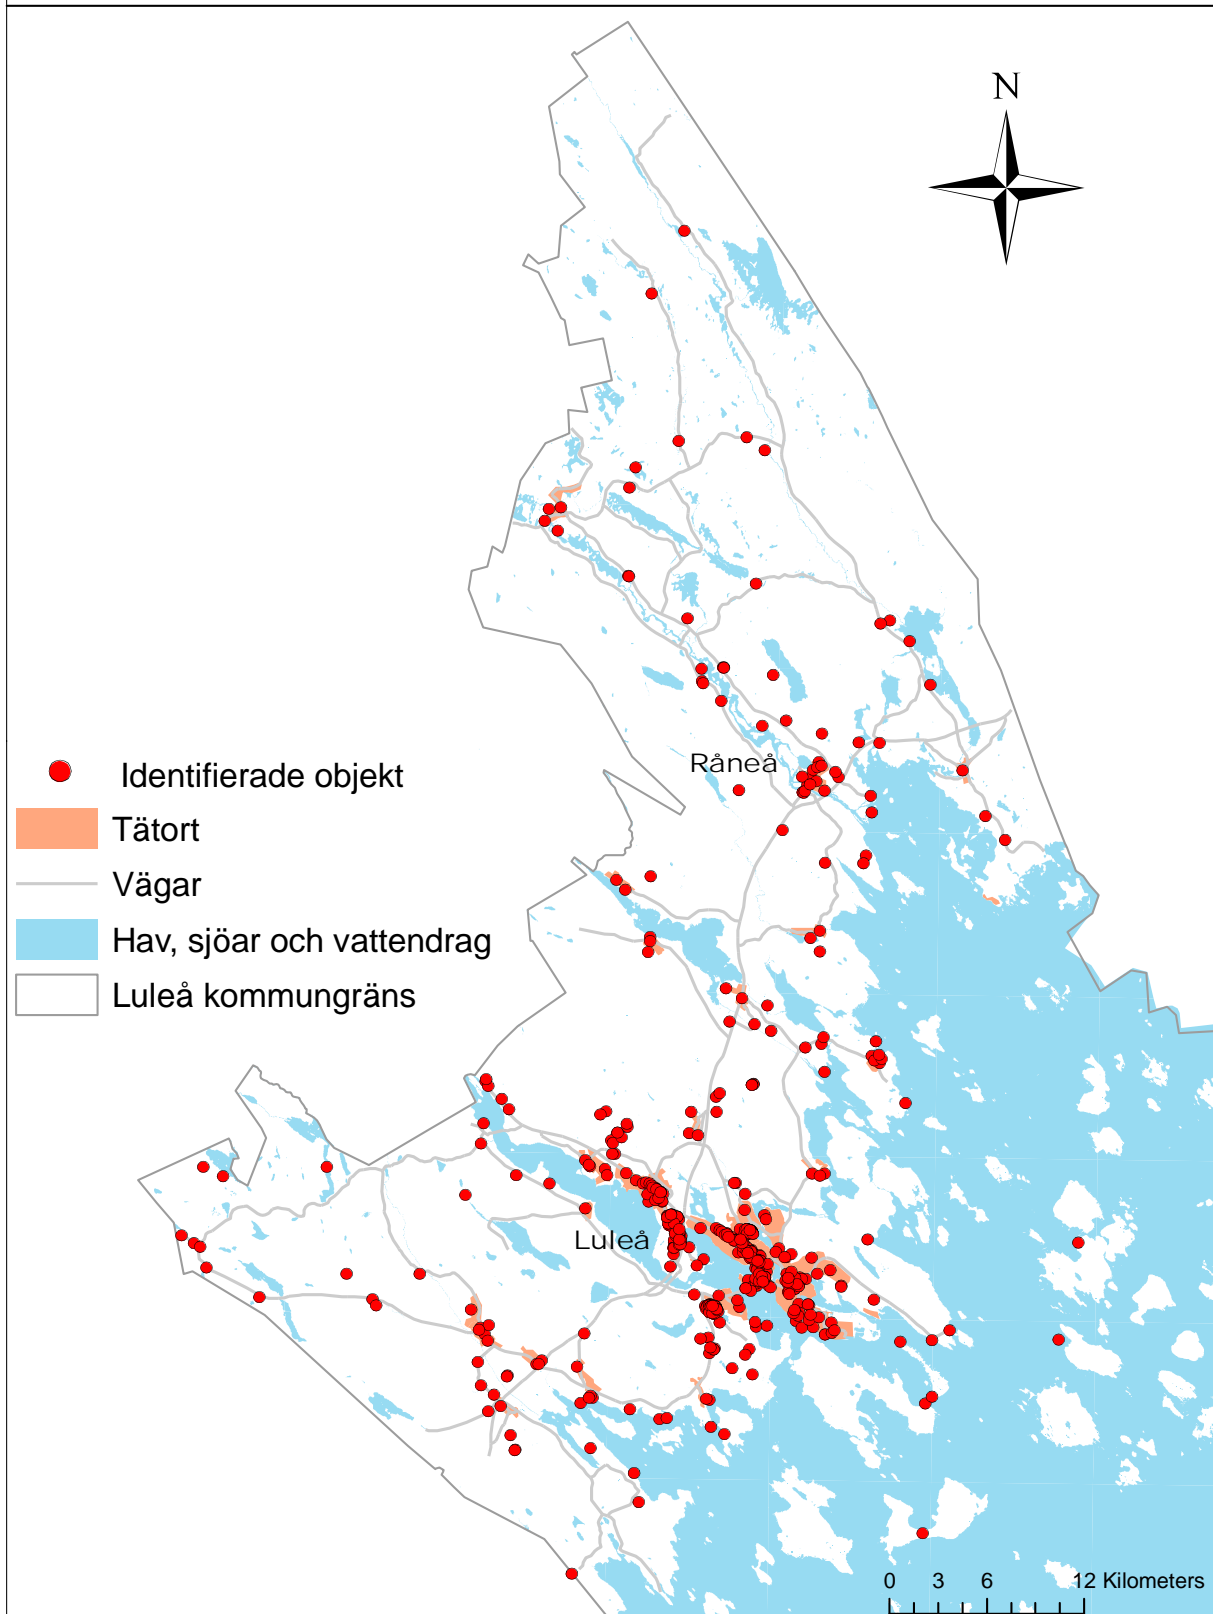 N
Råneå
Identifierade objekt
Tätort
Vägar
Hav, sjöar och vattendrag
Luleå kommungräns
Luleå
0 3 6 12 Kilometers